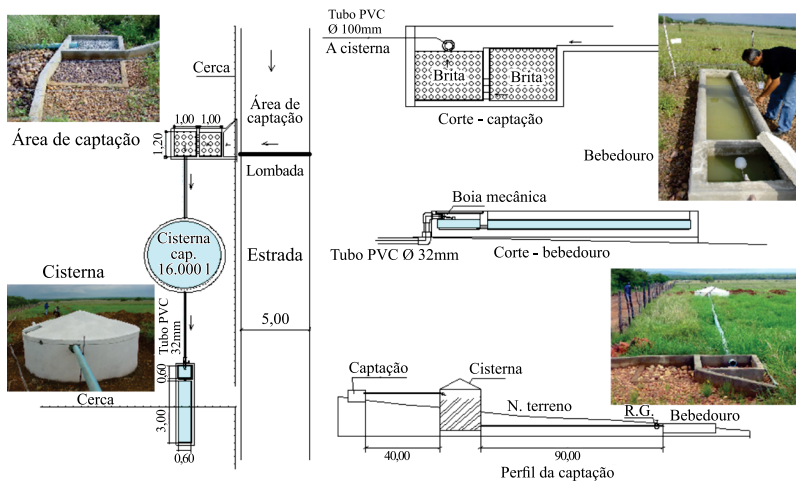 Área de captação
Cerca
Área de
captação
1,00
1,00
1,20
Lombada
Cisterna
cap.
16.000 l
Estrada
5,00
Cisterna
Tubo PVC
32mm
0,60
Cerca
3,00
0,60
Tubo PVC
Ø 100mm
A cisterna
Brita
Brita
Corte - captação
Bebedouro
Boia mecânica
Tubo PVC Ø 32mm
Corte - bebedouro
Captação
Cisterna
N. terreno
R.G.
Bebedouro
40,00
90,00
Perfil da captação